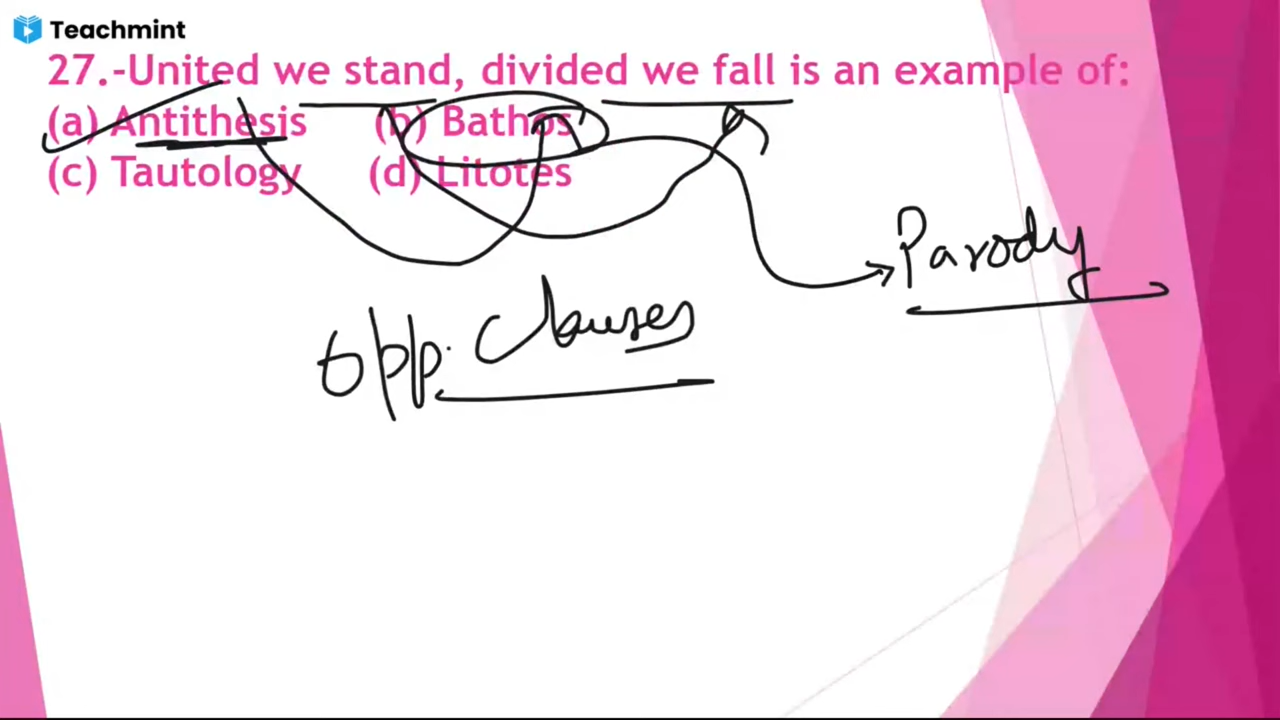 Teachmint
27.-United we stand, divided we fall is an example of:
(a) Antithesis (b) Bathos
(c) Tautology (d) Litotes
Parody
Opp. Clauses